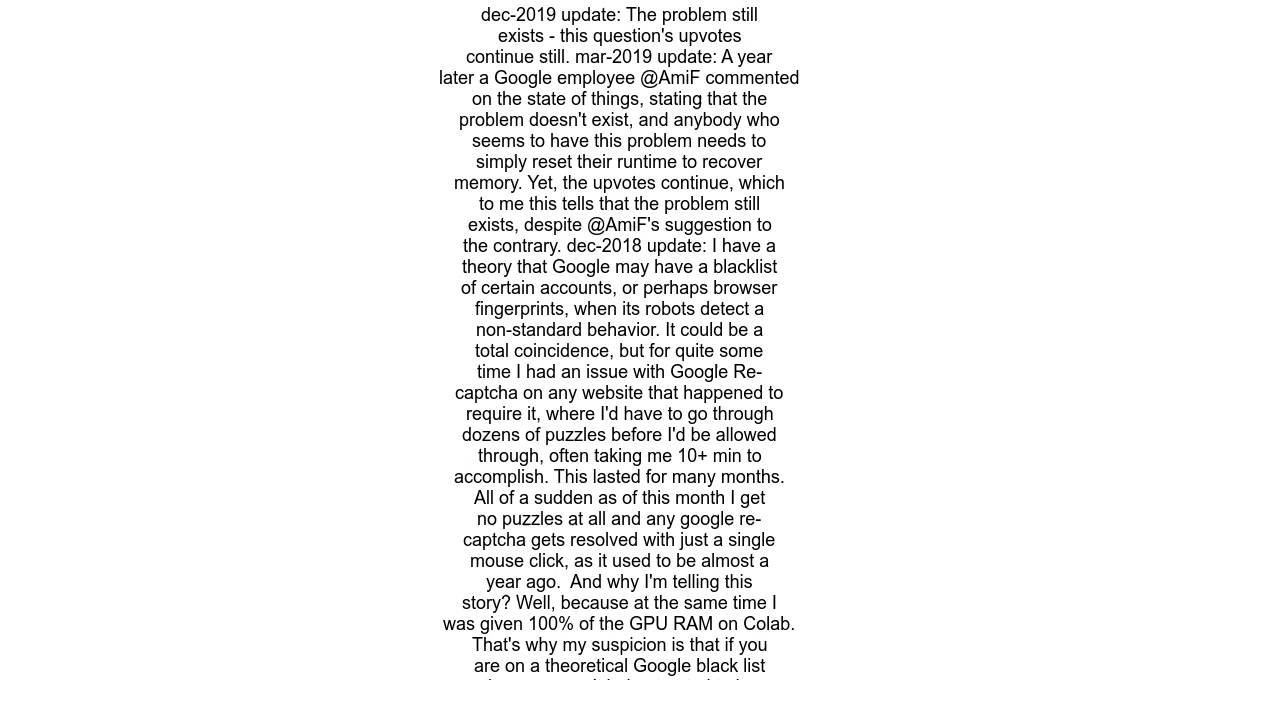 dec-2019 update: The problem still
exists - this question's upvotes
continue still. mar-2019 update: A year
later a Google employee @AmiF commented
on the state of things, stating that the
problem doesn't exist, and anybody who
seems to have this problem needs to
simply reset their runtime to recover
memory. Yet, the upvotes continue, which
to me this tells that the problem still
exists, despite @AmiF's suggestion to
the contrary. dec-2018 update: I have a
theory that Google may have a blacklist
of certain accounts, or perhaps browser
fingerprints, when its robots detect a
non-standard behavior. It could be a
total coincidence, but for quite some
time I had an issue with Google Re-
captcha on any website that happened to
require it, where I'd have to go through
dozens of puzzles before I'd be allowed
through, often taking me 10+ min to
accomplish. This lasted for many months.
All of a sudden as of this month I get
no puzzles at all and any google re-
captcha gets resolved with just a single
mouse click, as it used to be almost a
year ago.  And why I'm telling this
story? Well, because at the same time I
was given 100% of the GPU RAM on Colab.
That's why my suspicion is that if you
are on a theoretical Google black list